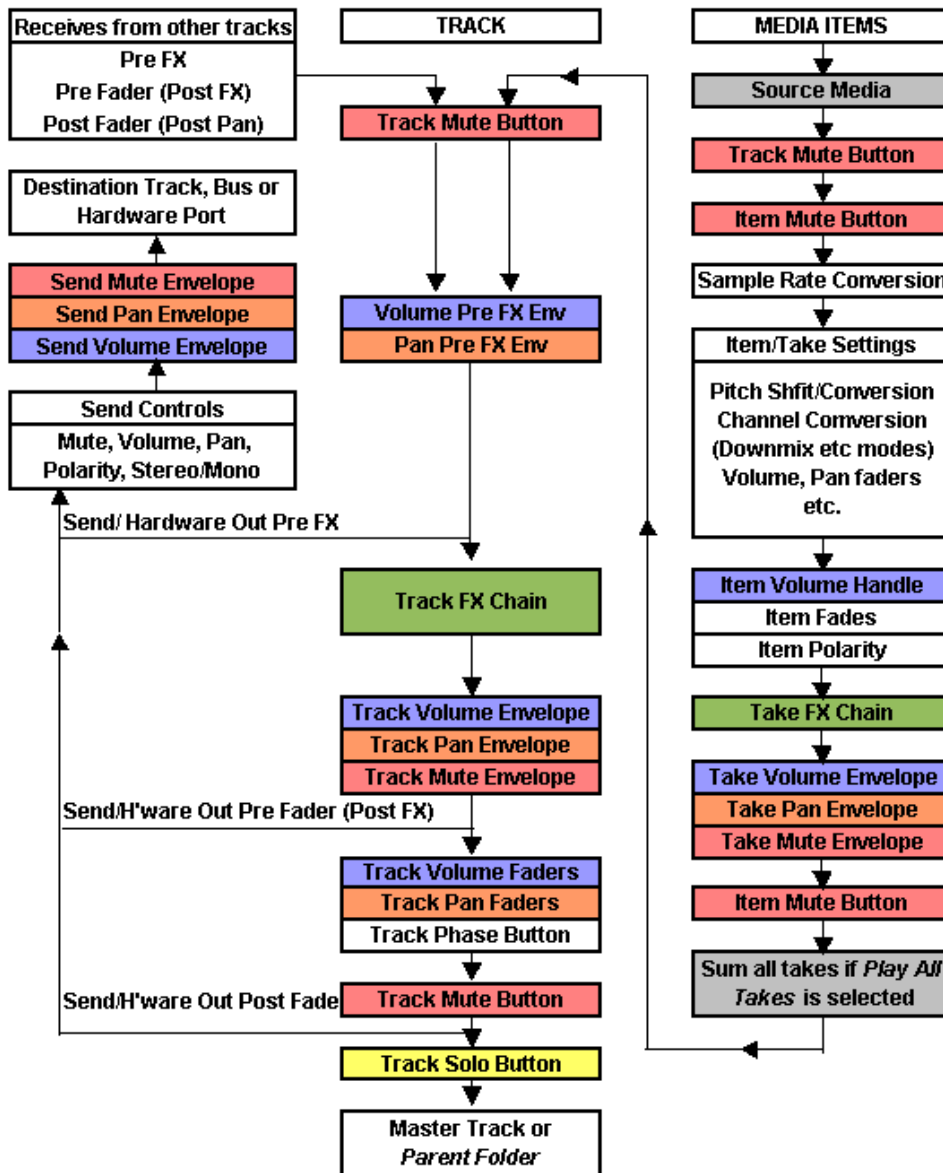 Receives from other tracks
Pre FX
Pre Fader (Post FX)
Post Fader (Post Pan)
Destination Track, Bus or
Hardware Port
Send Mute Envelope
Send Pan Envelope
Send Volume Envelope
Send Controls
Mute, Volume, Pan,
Polarity, Stereo/Mono
Send/ Hardware Out Pre FX
Send/H'ware Out Pre Fader (Post FX)
Send/H'ware Out Post Fade
TRACK
Track Mute Button
Volume Pre FX Env
Pan Pre FX Env
Track FX Chain
Track Volume Envelope
Track Pan Envelope
Track Mute Envelope
Track Volume Faders
Track Pan Faders
Track Phase Button
Track Mute Button
Track Solo Button
Master Track or
Parent Folder
MEDIA ITEMS
Source Media
Track Mute Button
Item Mute Button
Sample Rate Conversion
Item/Take Settings
Pitch Shfit/Conversion
Channel Comversion
(Downmix etc modes)
Volume, Pan faders
etc.
Item Volume Handle
Item Fades
Item Polarity
Take FX Chain
Take Volume Envelope
Take Pan Envelope
Take Mute Envelope
Item Mute Button
Sum all takes if Play All
Takes is selected